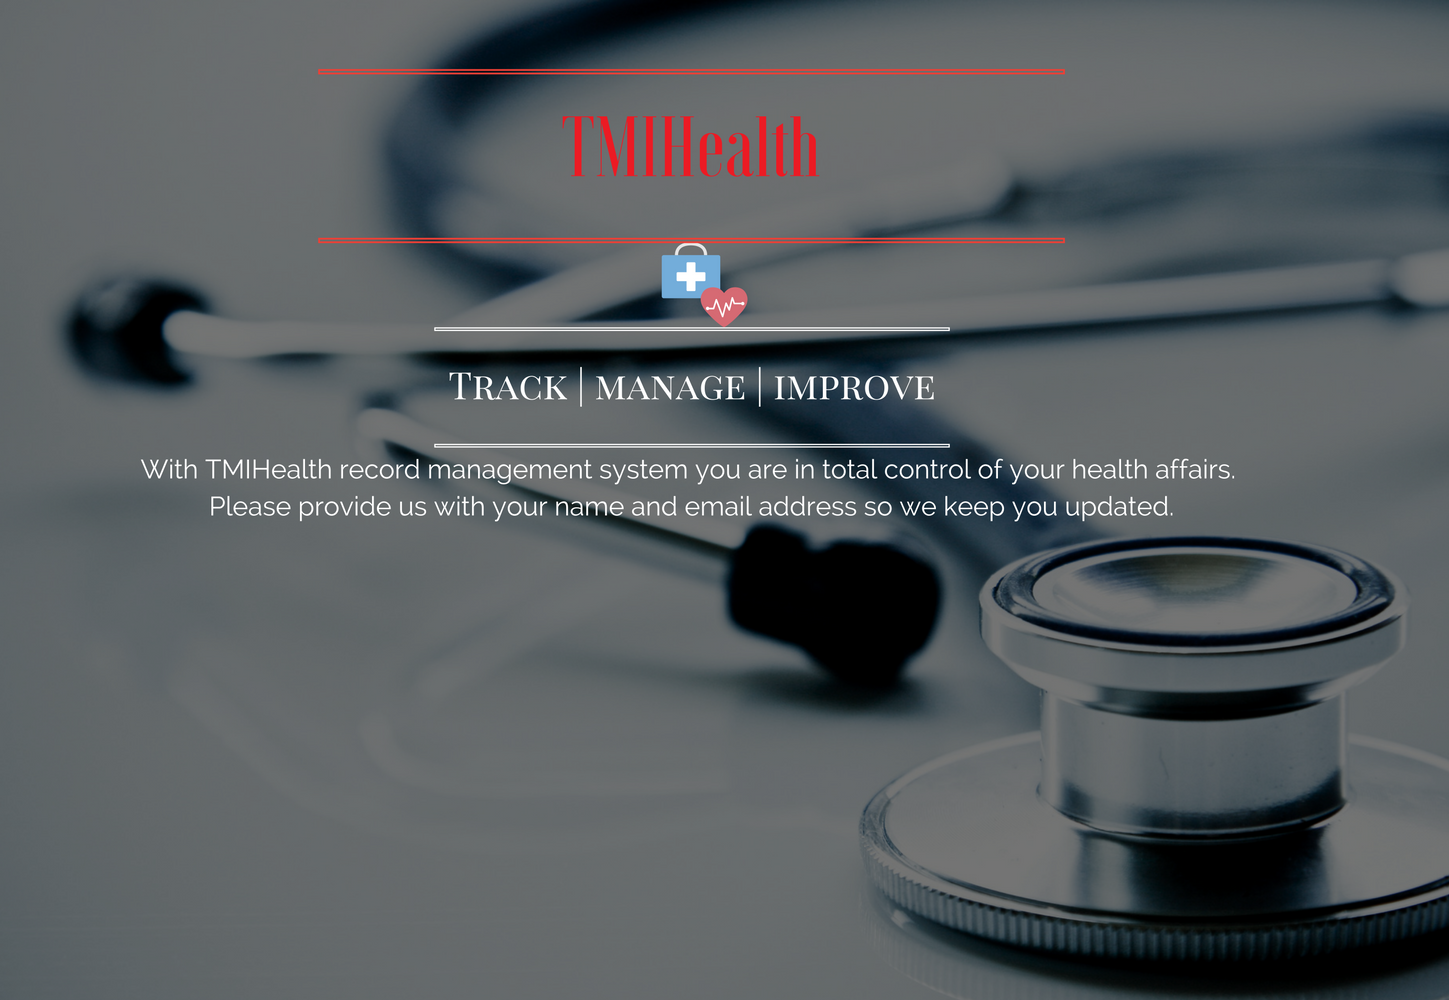 TMIHealth
Track | manage | improve
With TMIHealth record management system you are in total control of your health affairs.
Please provide us with your name and email address so we keep you updated.